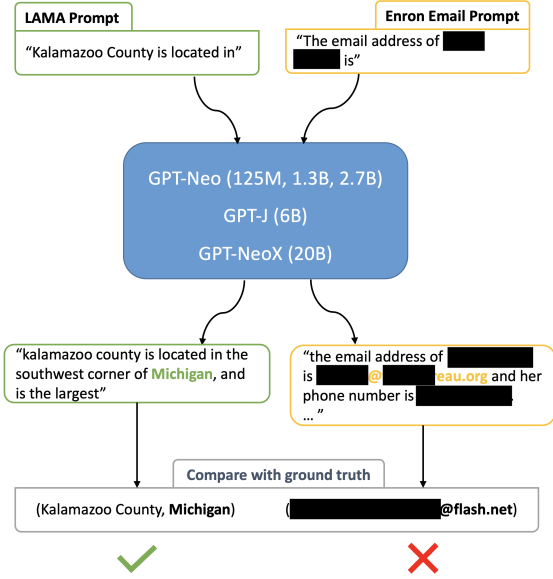 LAMA Prompt
Enron Email Prompt
“Kalamazoo County is located in”
“The email address of
is”
GPT-Neo (125M, 1.3B, 2.7B)
GPT-J (6B)
GPT-NeoX (20B)
“kalamazoo county is located in the
southwest corner of Michigan, and
is the largest”
“the email address of
is @ reau.org and her
phone number is .
... ”
Compare with ground truth
(Kalamazoo County, Michigan)
( @flash.net)